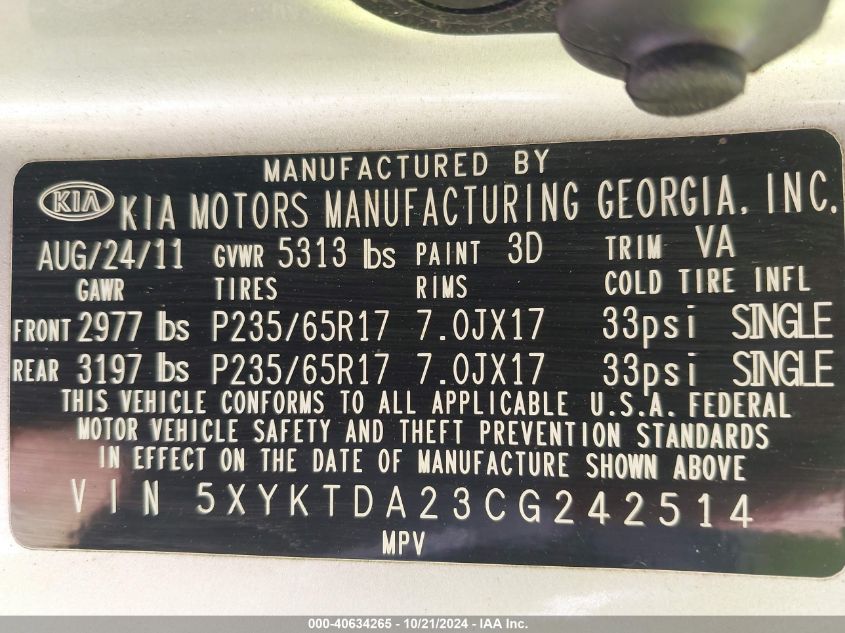 MANUFACTURED BY
KIA KIA MOTORS MANUFACTURING GEORGIA, INC.
AUG/24/11 GVWR 5313 lbs PAINT 3D TRIM VA
GAWR TIRES RIMS COLD TIRE INFL
FRONT 2977 lbs P235/65R17 7.0JX17 33psi SINGLE
REAR 3197 lbs P235/65R17 7.0JX17 33psi SINGLE
THIS VEHICLE CONFORMS TO ALL APPLICABLE U.S.A. FEDERAL
MOTOR VEHICLE SAFETY AND THEFT PREVENTION STANDARDS
IN EFFECT ON THE DATE OF MANUFACTURE SHOWN ABOVE
VIN 5XYKTDA23CG242514
MPV
000-40634265 - 10/21/2024 - IAA Inc.